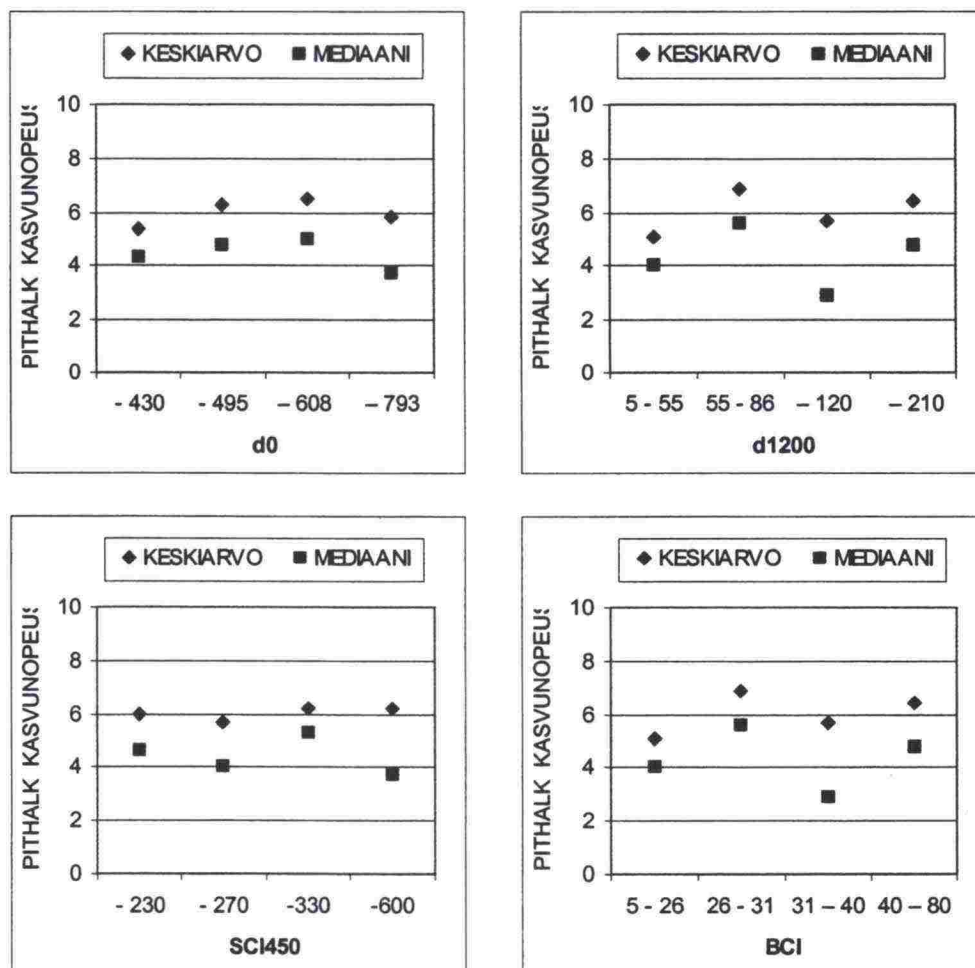 ◆ KESKIARVO ■ MEDIAANI
PITHALK KASVUNOPEUS
10
8
6
4
2
0
- 430 - 495 – 608 – 793
d0
◆ KESKIARVO ■ MEDIAANI
PITHALK KASVUNOPEUS
10
8
6
4
2
0
5 - 55 55 - 86 – 120 – 210
d1200
◆ KESKIARVO ■ MEDIAANI
PITHALK KASVUNOPEUS
10
8
6
4
2
0
- 230 - 270 -330 -600
SCI450
◆ KESKIARVO ■ MEDIAANI
PITHALK KASVUNOPEUS
10
8
6
4
2
0
5 - 26 26 - 31 31 – 40 40 – 80
BCI